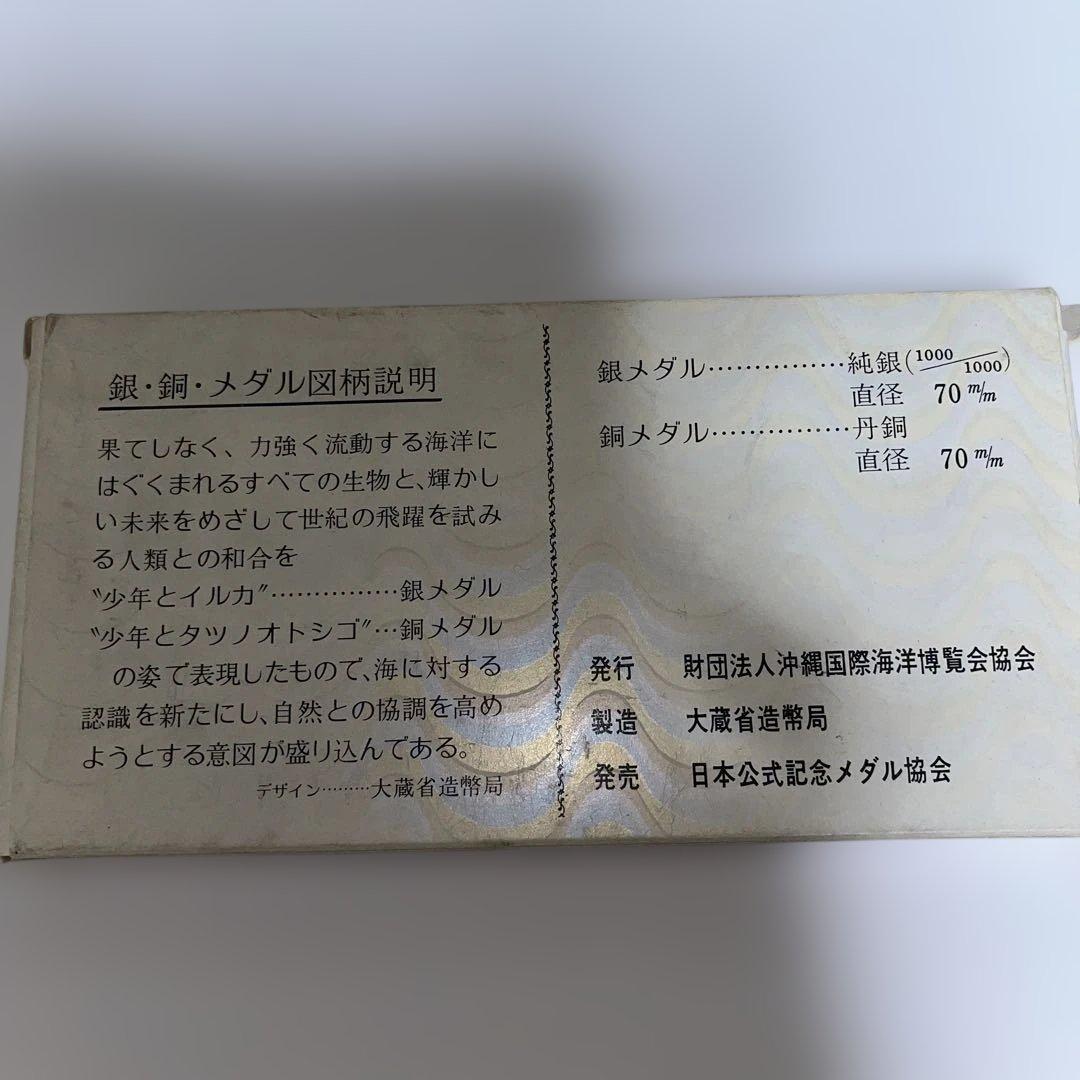 銀・銅・メダル図柄説明
果てしなく、力強く流動する海洋に
はぐくまれるすべての生物と、輝かし
い未来をめざして世紀の飛躍を試み
る人類との和合を
"少年とイルカ"……………銀メダル
"少年とタツノオトシゴ"…銅メダル
の姿で表現したもので、海に対する
認識を新たにし、自然との協調を高め
ようとする意図が盛り込んである。
デザイン………大蔵省造幣局
銀メダル……………純銀(1000/1000)
直径 70 m/m
銅メダル……………丹銅
直径 70 m/m
発行 財団法人沖縄国際海洋博覧会協会
製造 大蔵省造幣局
発売 日本公式記念メダル協会